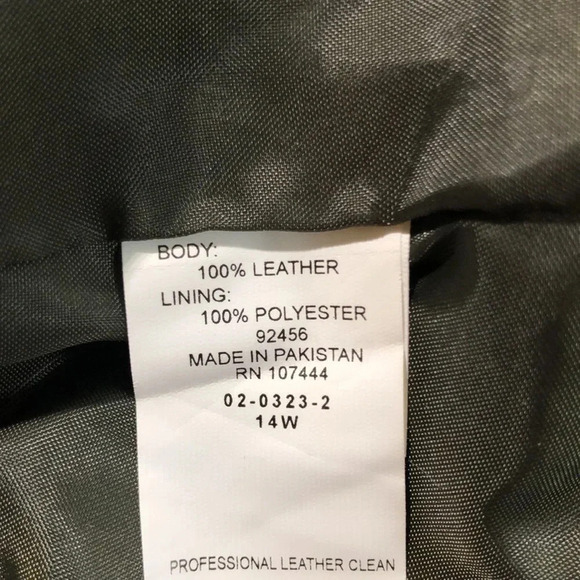 BODY:
100% LEATHER
LINING:
100% POLYESTER
92456
MADE IN PAKISTAN
RN 107444
02-0323-2
14W
PROFESSIONAL LEATHER CLEAN